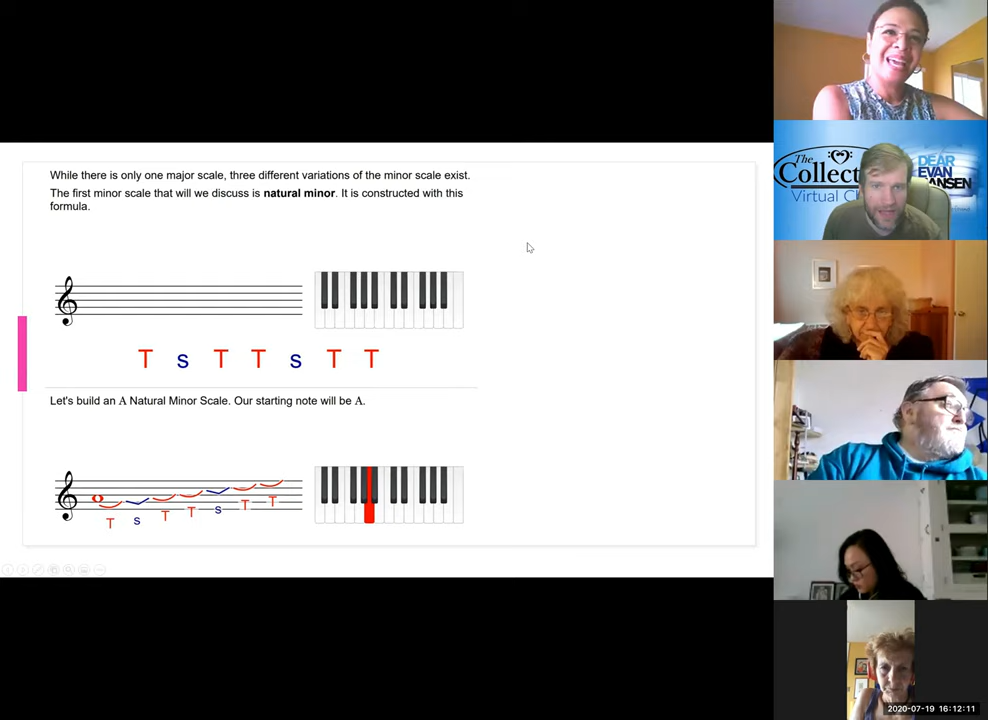 While there is only one major scale, three different variations of the minor scale exist.
The first minor scale that will we discuss is natural minor. It is constructed with this
formula.
T s T T s T T
Let's build an A Natural Minor Scale. Our starting note will be A.
T s T T s T T
The
Collect
Virtual C
DEAR
EVAN
ANSEN
2020-07-19 16:12:11